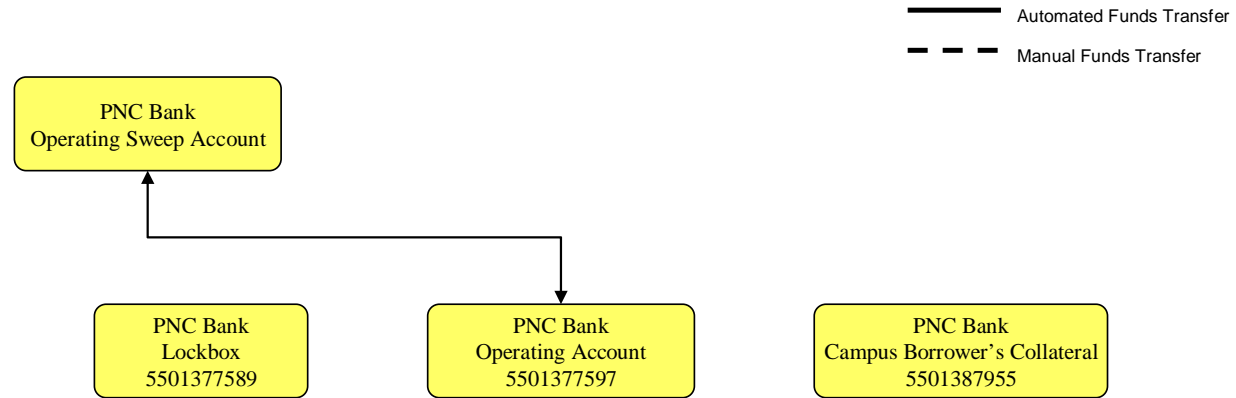 Automated Funds Transfer
Manual Funds Transfer
PNC Bank
Operating Sweep Account
PNC Bank
Lockbox
5501377589
PNC Bank
Operating Account
5501377597
PNC Bank
Campus Borrower’s Collateral
5501387955